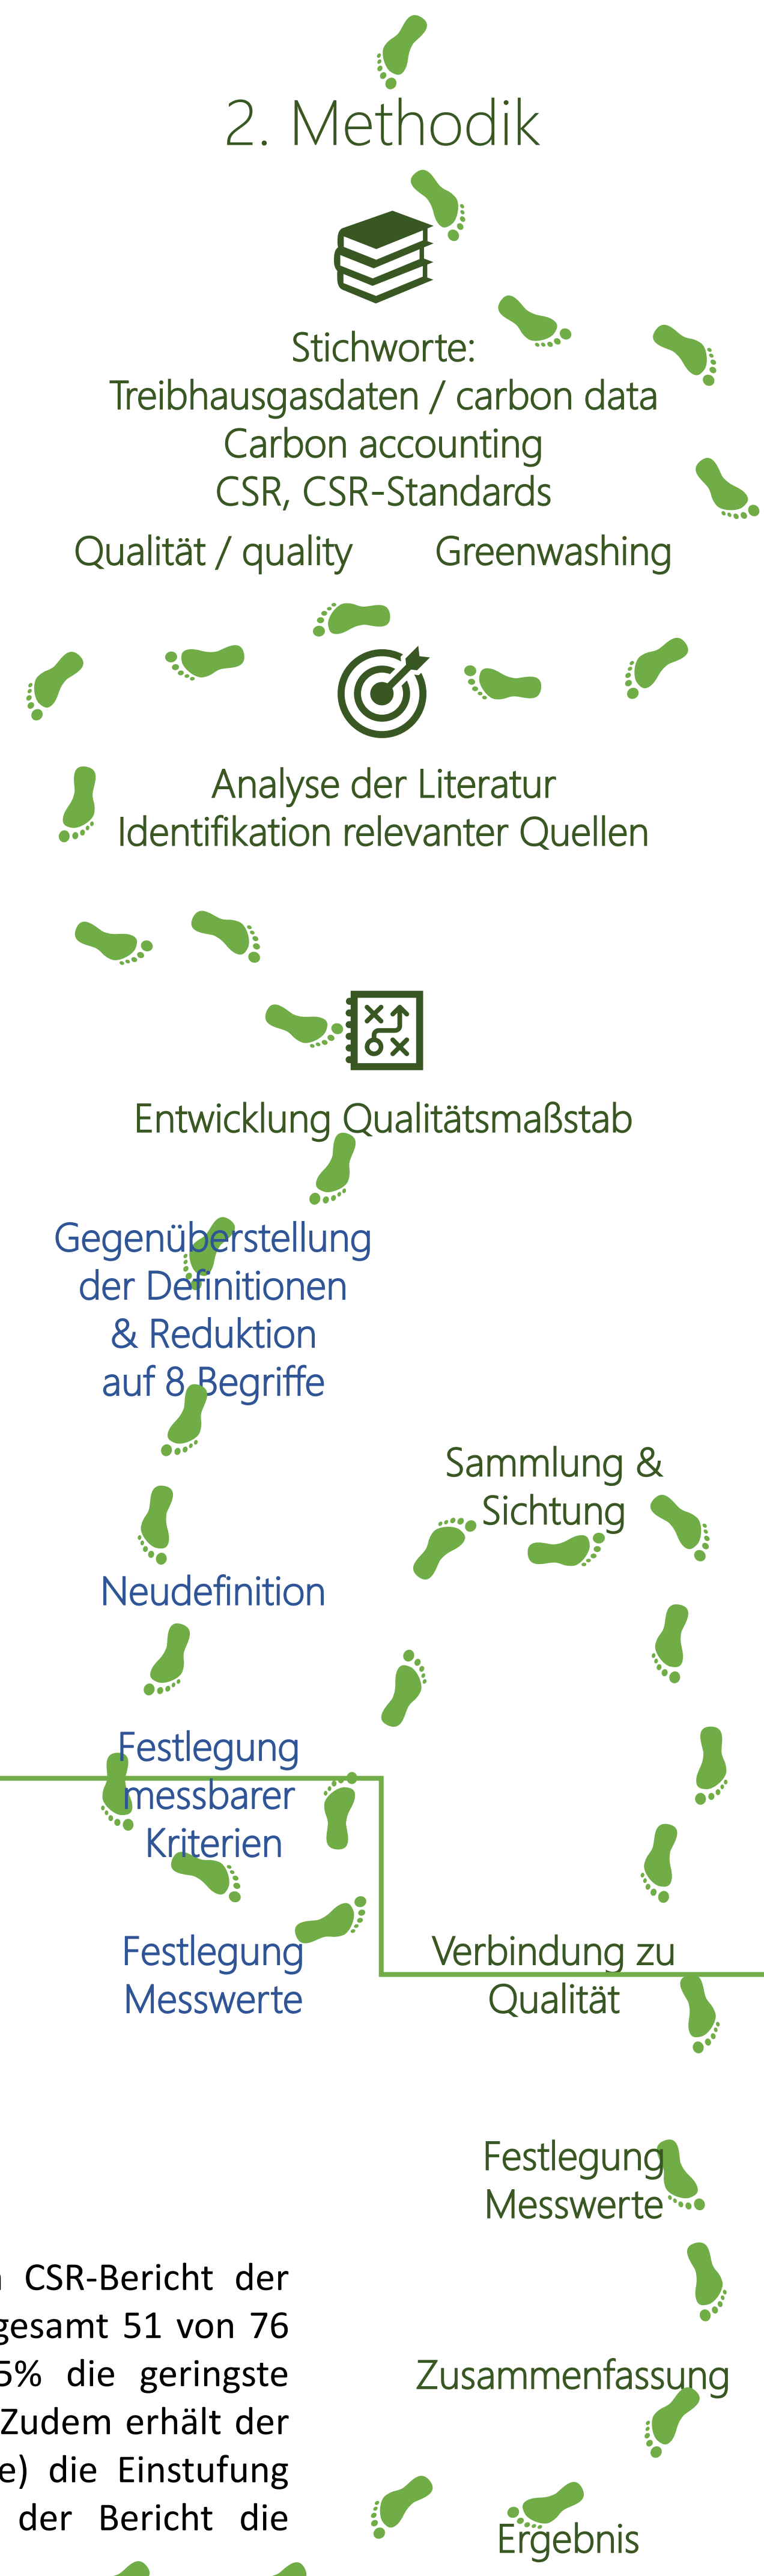 2. Methodik
Stichworte:
Treibhausgasdaten / carbon data
Carbon accounting
CSR, CSR-Standards
Qualität / quality
Greenwashing
Analyse der Literatur
Identifikation relevanter Quellen
Entwicklung Qualitätsmaßstab
Gegenüberstellung
der Definitionen
& Reduktion
auf 8 Begriffe
Neudefinition
Festlegung
messbarer
Kriterien
Festlegung
Messwerte
Sammlung &
Sichtung
Verbindung zu
Qualität
Festlegung
Messwerte
Zusammenfassung
Ergebnis
CSR-Bericht der
gesamt 51 von 76
5% die geringste
Zudem erhält der
e) die Einstufung
der Bericht die